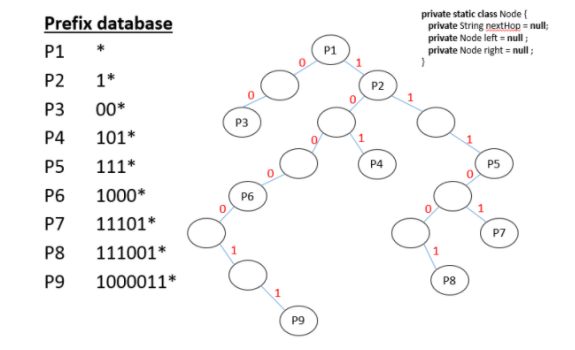 Prefix database
P1 *
P2 1*
P3 00*
P4 101*
P5 111*
P6 1000*
P7 11101*
P8 111001*
P9 1000011*
private static class Node {
private String nextHop = null;
private Node left = null ;
private Node right = null ;
}
P1
0 1
P2
0 0 1
P3
0 1 1
P4 P5
0 0
P6
0 0 1
P7
1 1
P8
1
P9